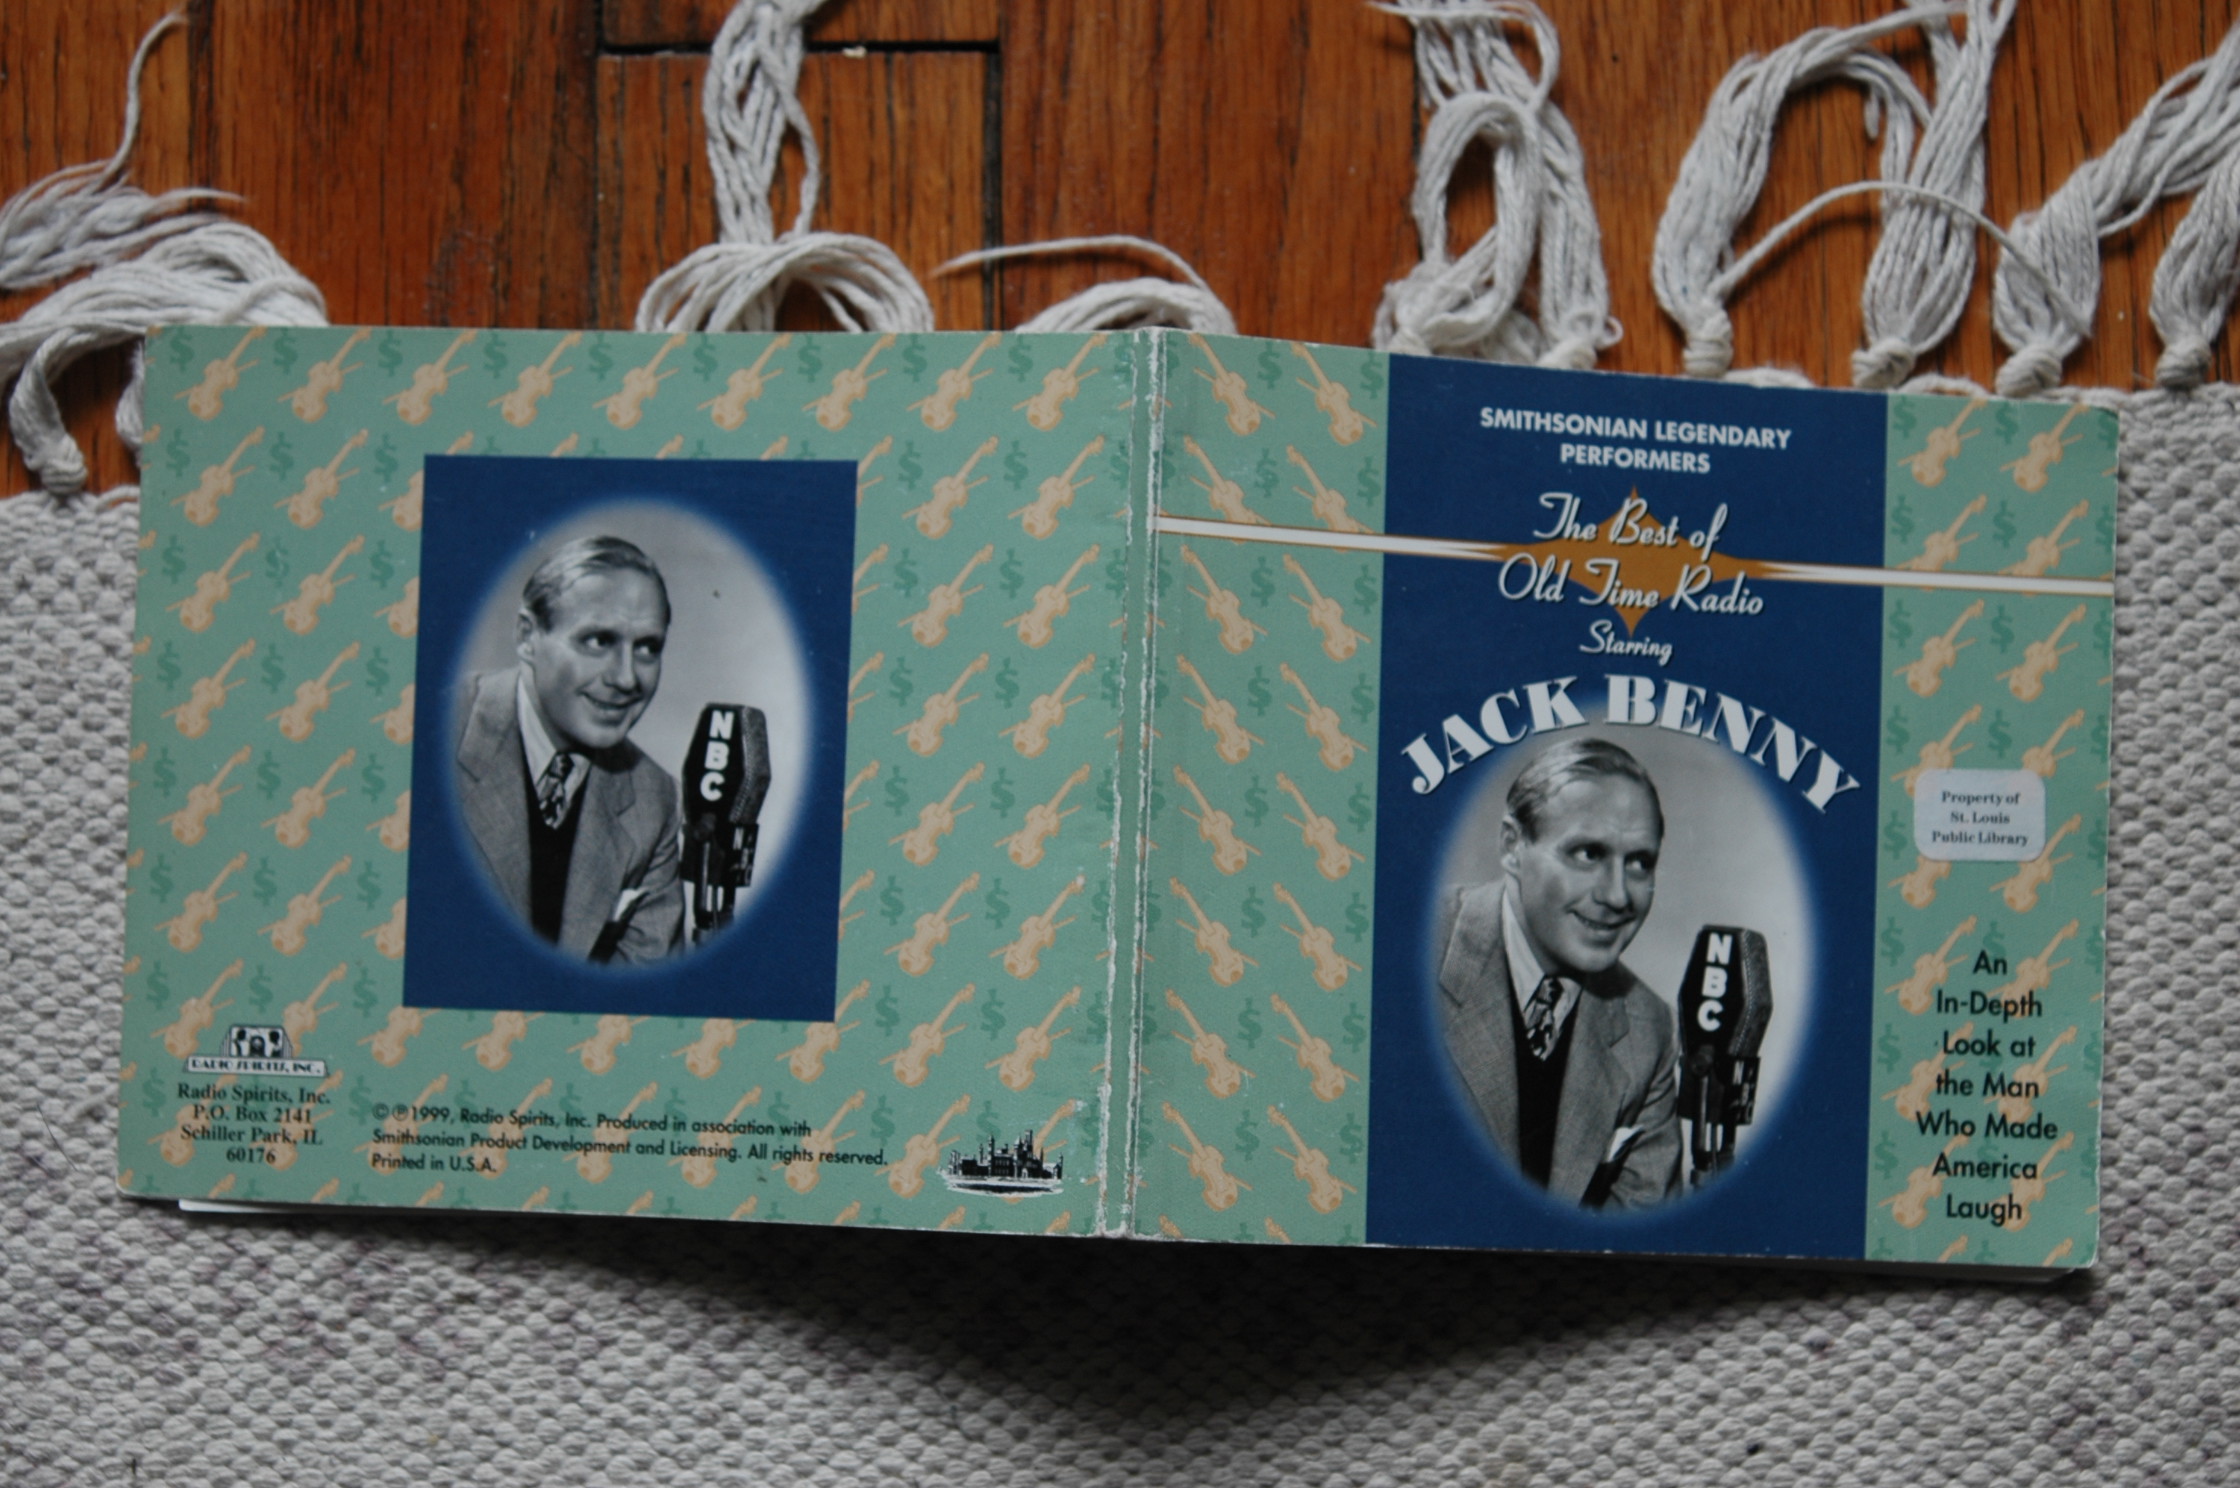 NBC
RADIO SPIRITS, INC.
Radio Spirits, Inc.
P.O. Box 2141
Schiller Park, IL
60176
©℗1999, Radio Spirits, Inc. Produced in association with
Smithsonian Product Development and Licensing. All rights reserved.
Printed in U.S.A.
SMITHSONIAN LEGENDARY
PERFORMERS
The Best of
Old Time Radio
Starring
JACK BENNY
NBC
Property of
St. Louis
Public Library
An
In-Depth
Look at
the Man
Who Made
America
Laugh